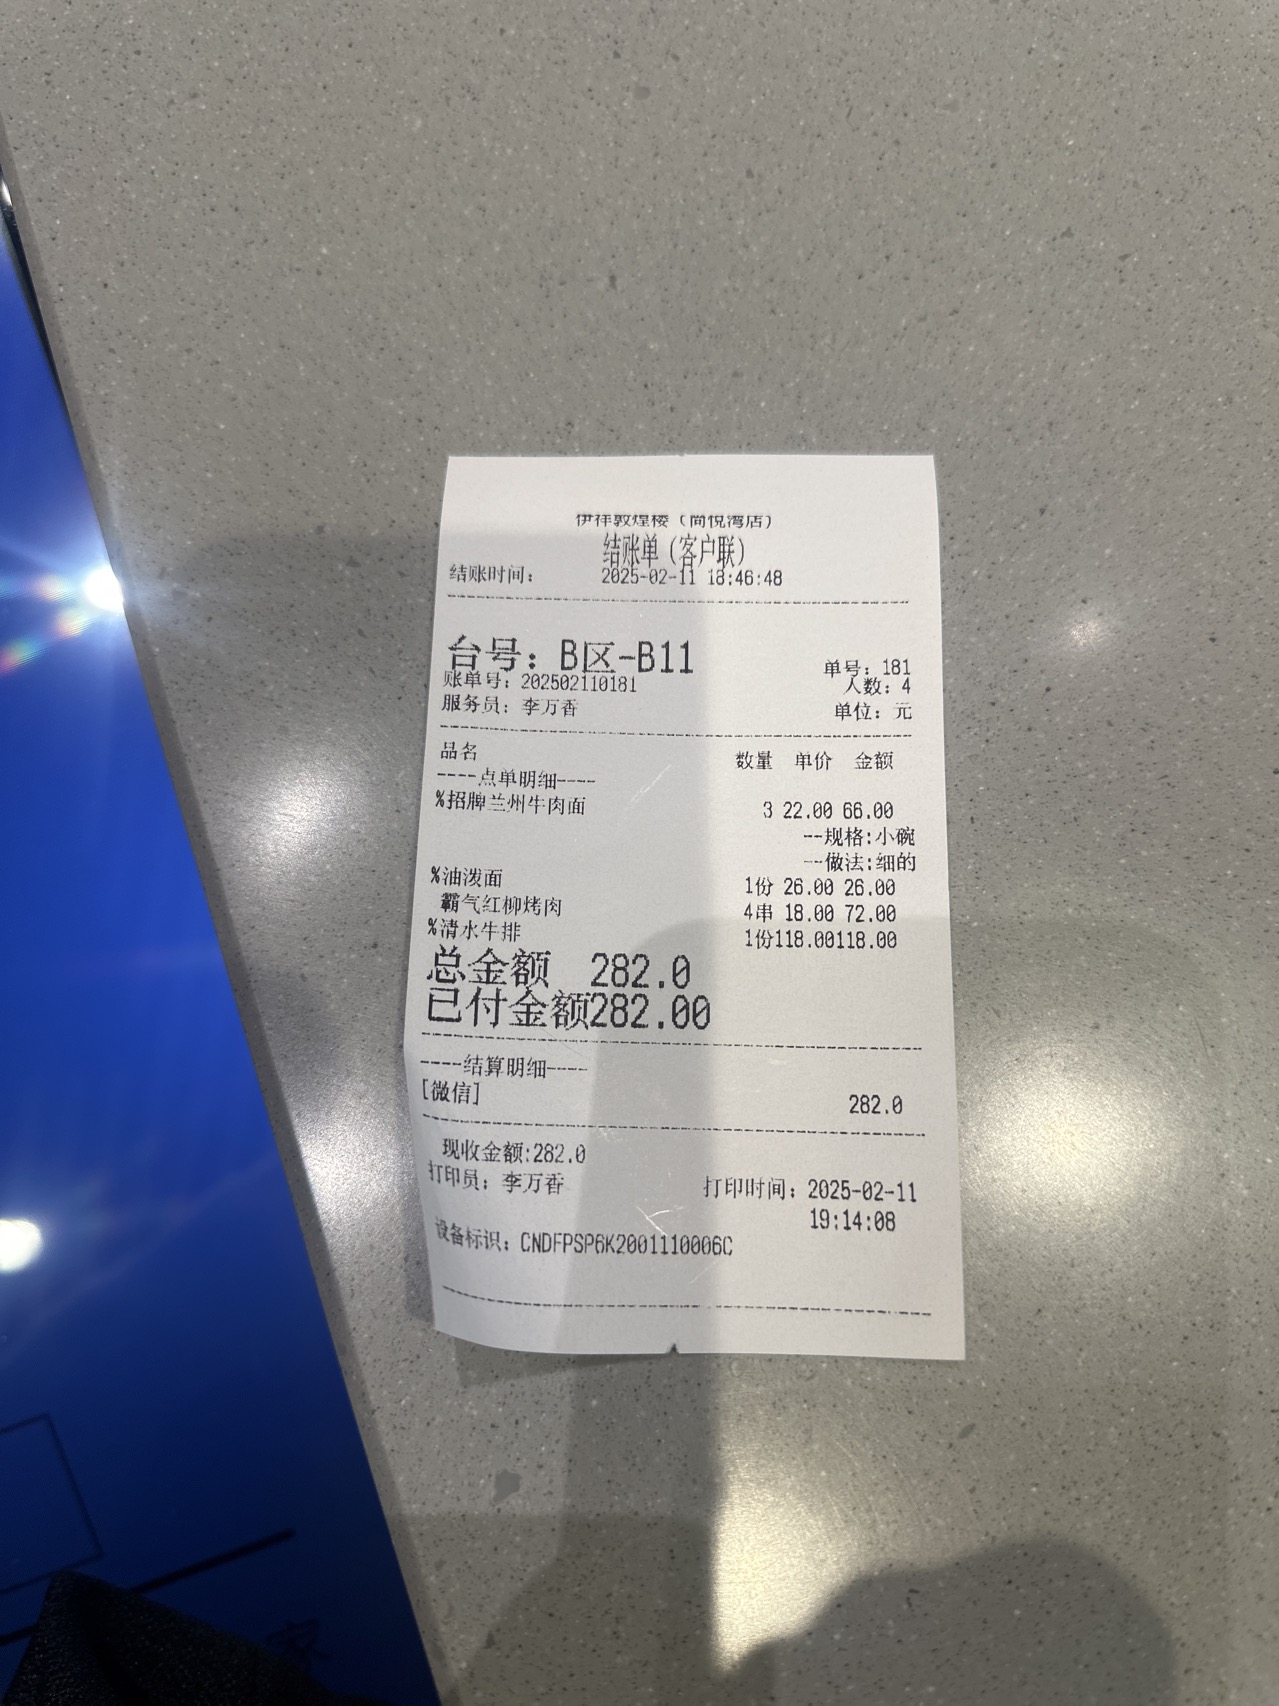 伊祥敦煌楼（尚悦湾店）
结账单（客户联）
结账时间： 2025-02-11 18:46:48
台号：B区-B11
单号：181
账单号：202502110181
人数：4
服务员：李万香
单位：元
品名 数量 单价 金额
----点单明细----
%招牌兰州牛肉面 3 22.00 66.00
--规格:小碗
--做法:细的
%油泼面 1份 26.00 26.00
霸气红柳烤肉 4串 18.00 72.00
%清水牛排 1份118.00118.00
总金额 282.0
已付金额282.00
----结算明细----
[微信] 282.0
现收金额:282.0
打印员：李万香 打印时间：2025-02-11
19:14:08
设备标识：CNDFPSP6K2001110006C
家